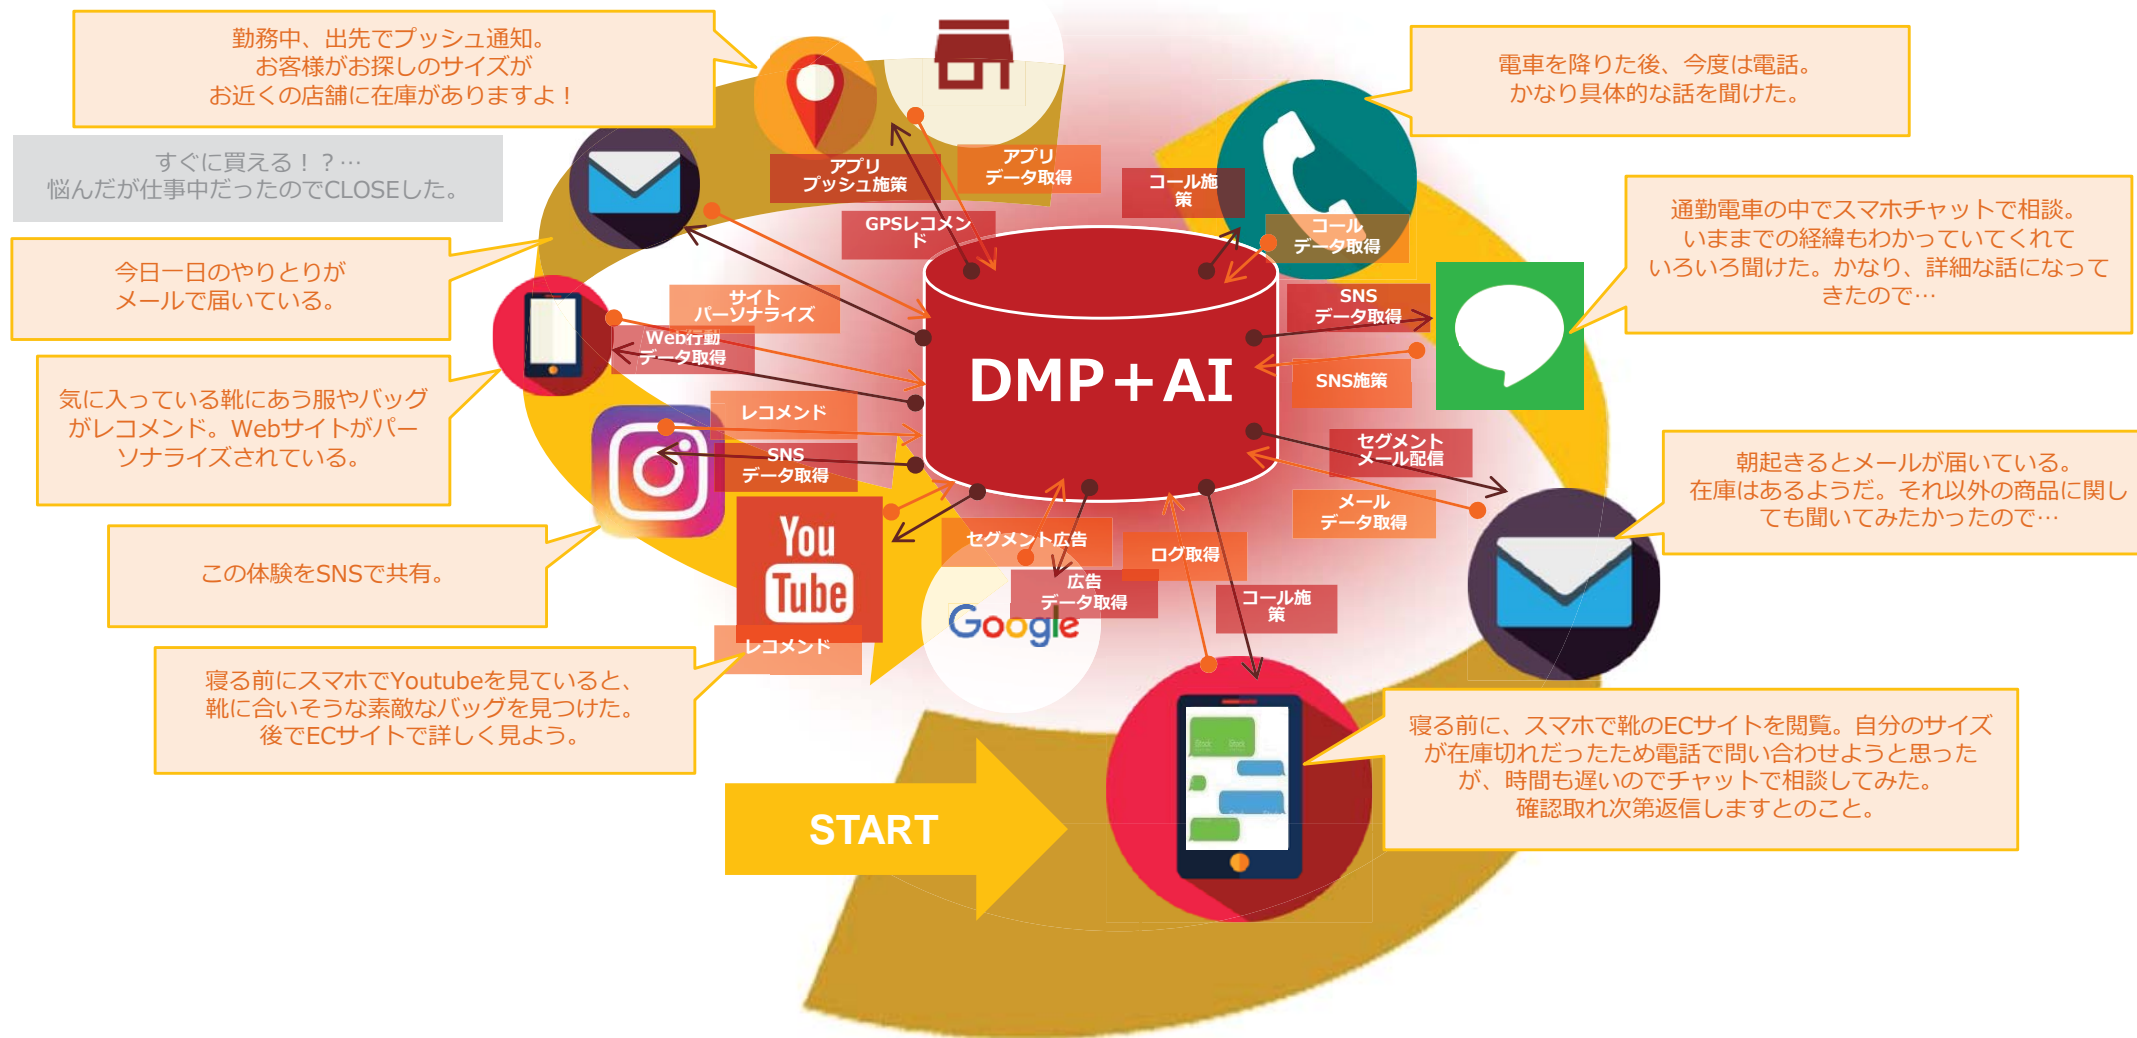 勤務中、出先でプッシュ通知。
お客様がお探しのサイズが
お近くの店舗に在庫がありますよ！
すぐに買える！？…
悩んだが仕事中だったのでCLOSEした。
今日一日のやりとりが
メールで届いている。
気に入っている靴にあう服やバッグ
がレコメンド。Webサイトがパー
ソナライズされている。
この体験をSNSで共有。
寝る前にスマホでYoutubeを見ていると、
靴に合いそうな素敵なバッグを見つけた。
後でECサイトで詳しく見よう。
電車を降りた後、今度は電話。
かなり具体的な話を聞けた。
通勤電車の中でスマホチャットで相談。
いままでの経緯もわかっていてくれて
いろいろ聞けた。かなり、詳細な話になって
きたので…
朝起きるとメールが届いている。
在庫はあるようだ。それ以外の商品に関し
ても聞いてみたかったので…
寝る前に、スマホで靴のECサイトを閲覧。自分のサイズ
が在庫切れだったため電話で問い合わせようと思った
が、時間も遅いのでチャットで相談してみた。
確認取れ次第返信しますとのこと。
アプリ
プッシュ施策
アプリ
データ取得
GPSレコメン
ド
コール施
策
コール
データ取得
サイト
パーソナライズ
Web行動
データ取得
レコメンド
SNS
データ取得
DMP＋AI
SNS
データ取得
SNS施策
セグメント
メール配信
メール
データ取得
セグメント広告
広告
データ取得
ログ取得
コール施
策
You
Tube
レコメンド
Google
START